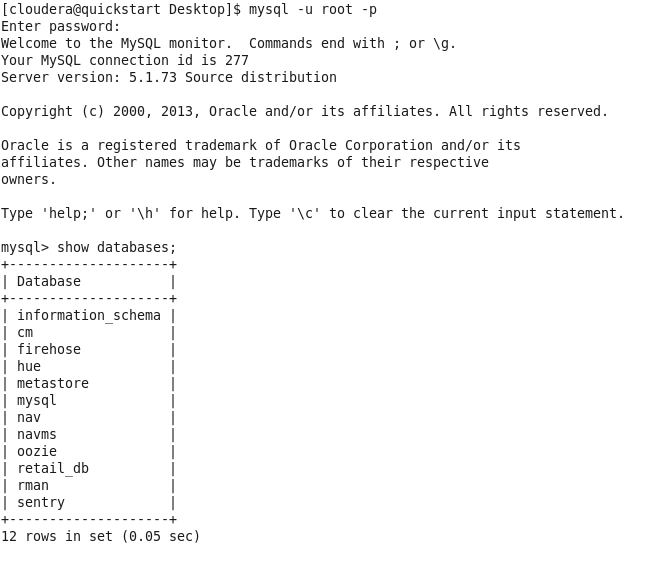 [cloudera@quickstart Desktop]$ mysql -u root -p
Enter password:
Welcome to the MySQL monitor.  Commands end with ; or \g.
Your MySQL connection id is 277
Server version: 5.1.73 Source distribution

Copyright (c) 2000, 2013, Oracle and/or its affiliates. All rights reserved.

Oracle is a registered trademark of Oracle Corporation and/or its
affiliates. Other names may be trademarks of their respective
owners.

Type 'help;' or '\h' for help. Type '\c' to clear the current input statement.

mysql> show databases;
+--------------------+
| Database           |
+--------------------+
| information_schema |
| cm                 |
| firehose           |
| hue                |
| metastore          |
| mysql              |
| nav                |
| navms              |
| oozie              |
| retail_db          |
| rman               |
| sentry             |
+--------------------+
12 rows in set (0.05 sec)